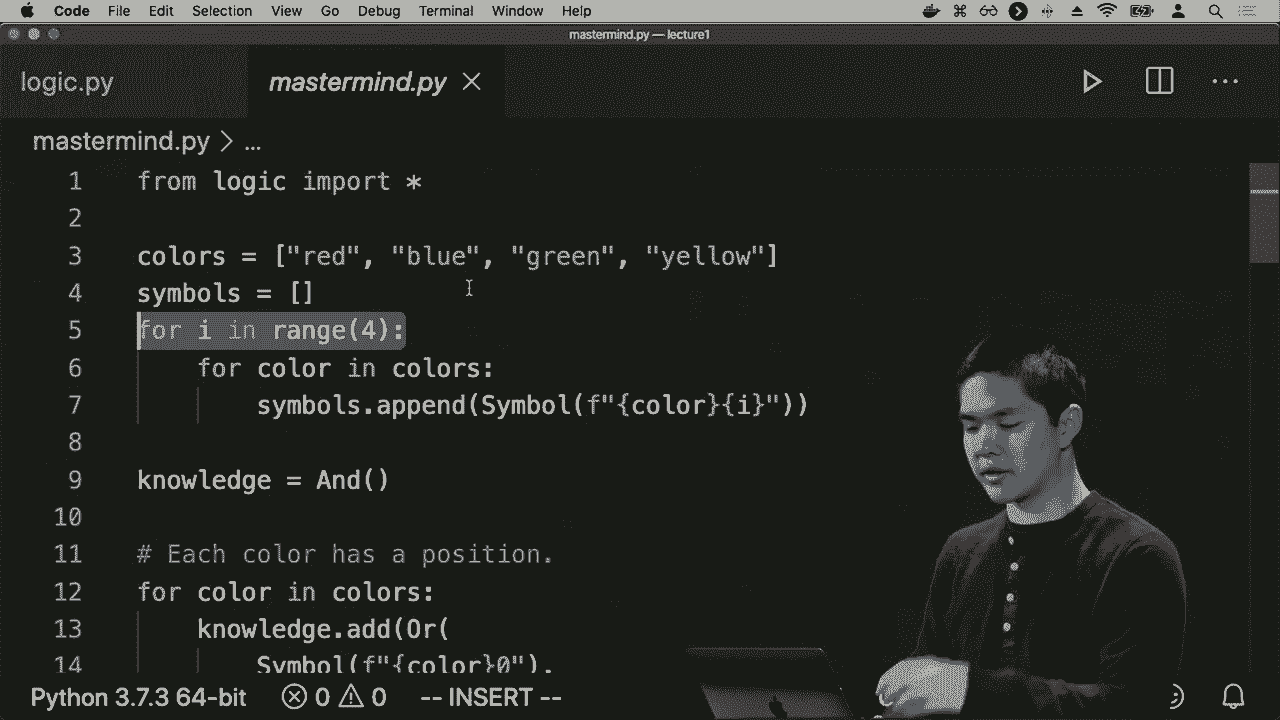 Code File Edit Selection View Go Debug Terminal Window Help
mastermind.py — lecture1
logic.py mastermind.py
mastermind.py > ...
1 from logic import *
2
3 colors = ["red", "blue", "green", "yellow"]
4 symbols = []
5 for i in range(4):
6 for color in colors:
7 symbols.append(Symbol(f"{color}{i}"))
8
9 knowledge = And()
10
11 # Each color has a position.
12 for color in colors:
13 knowledge.add(Or(
14 Symbol(f"{color}0"),
Python 3.7.3 64-bit 0 0 -- INSERT --